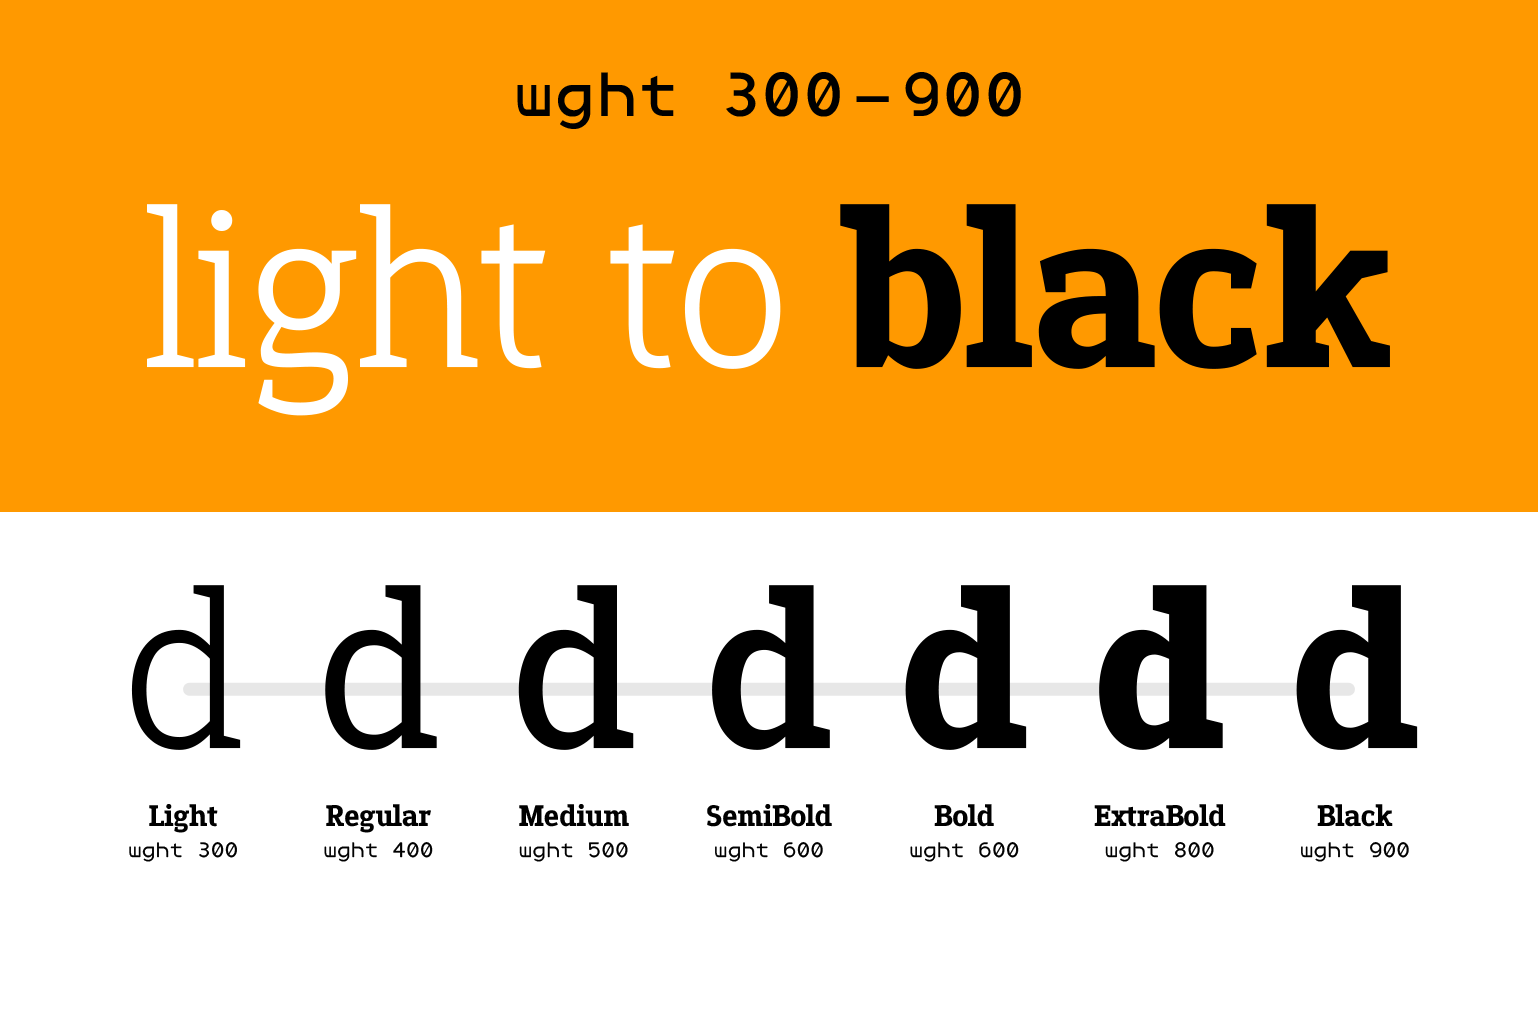 wght 300–900
light to black
d d d d d d d
Light Regular Medium SemiBold Bold ExtraBold Black
wght 300 wght 400 wght 500 wght 600 wght 600 wght 800 wght 900